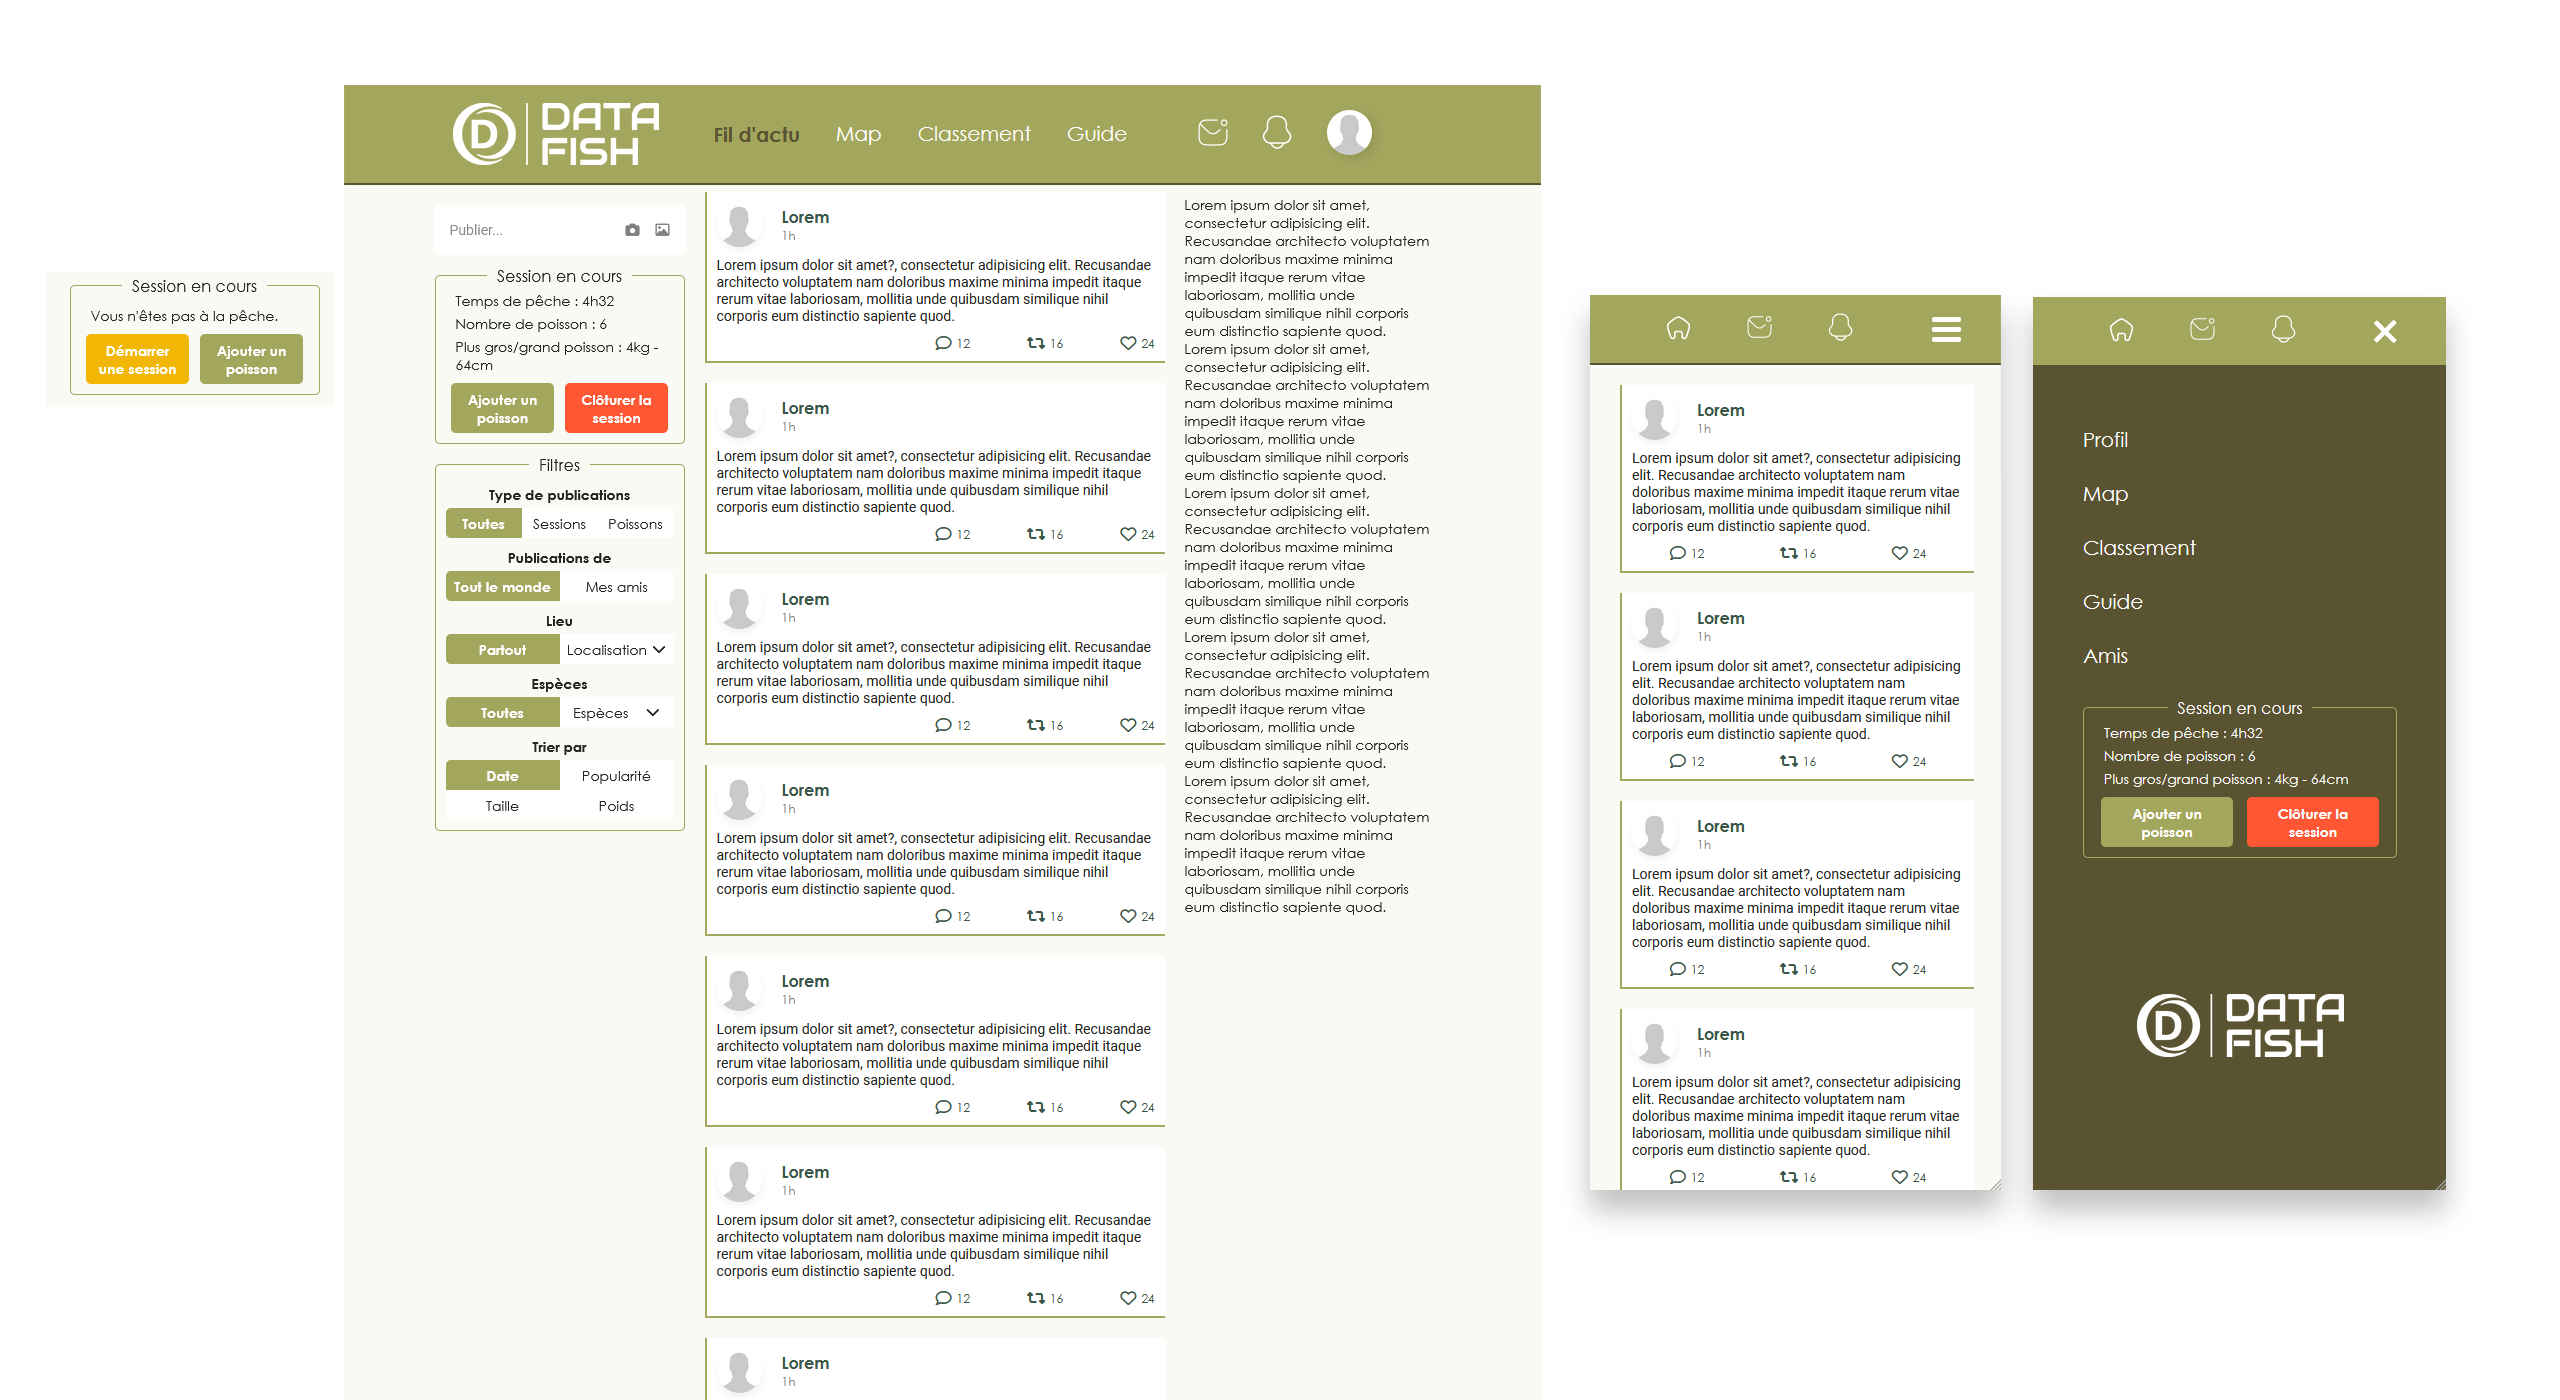 Session en cours
Vous n'êtes pas à la pêche.
Démarrer
une session
Ajouter un
poisson
DATA
FISH
Fil d'actu
Map
Classement
Guide
Publier...
Session en cours
Temps de pêche : 4h32
Nombre de poisson : 6
Plus gros/grand poisson : 4kg -
64cm
Ajouter un
poisson
Clôturer la
session
Filtres
Type de publications
Toutes
Sessions
Poissons
Publications de
Tout le monde
Mes amis
Lieu
Partout
Localisation
Espèces
Toutes
Espèces
Trier par
Date
Popularité
Taille
Poids
Lorem
1h
Lorem ipsum dolor sit amet?, consectetur adipisicing elit. Recusandae
architecto voluptatem nam doloribus maxime minima impedit itaque
rerum vitae laboriosam, mollitia unde quibusdam similique nihil
corporis eum distinctio sapiente quod.
12
16
24
Lorem
1h
Lorem ipsum dolor sit amet?, consectetur adipisicing elit. Recusandae
architecto voluptatem nam doloribus maxime minima impedit itaque
rerum vitae laboriosam, mollitia unde quibusdam similique nihil
corporis eum distinctio sapiente quod.
12
16
24
Lorem
1h
Lorem ipsum dolor sit amet?, consectetur adipisicing elit. Recusandae
architecto voluptatem nam doloribus maxime minima impedit itaque
rerum vitae laboriosam, mollitia unde quibusdam similique nihil
corporis eum distinctio sapiente quod.
12
16
24
Lorem
1h
Lorem ipsum dolor sit amet?, consectetur adipisicing elit. Recusandae
architecto voluptatem nam doloribus maxime minima impedit itaque
rerum vitae laboriosam, mollitia unde quibusdam similique nihil
corporis eum distinctio sapiente quod.
12
16
24
Lorem
1h
Lorem ipsum dolor sit amet?, consectetur adipisicing elit. Recusandae
architecto voluptatem nam doloribus maxime minima impedit itaque
rerum vitae laboriosam, mollitia unde quibusdam similique nihil
corporis eum distinctio sapiente quod.
12
16
24
Lorem
1h
Lorem ipsum dolor sit amet?, consectetur adipisicing elit. Recusandae
architecto voluptatem nam doloribus maxime minima impedit itaque
rerum vitae laboriosam, mollitia unde quibusdam similique nihil
corporis eum distinctio sapiente quod.
12
16
24
Lorem
1h
Lorem ipsum dolor sit amet,
consectetur adipisicing elit.
Recusandae architecto voluptatem
nam doloribus maxime minima
impedit itaque rerum vitae
laboriosam, mollitia unde
quibusdam similique nihil corporis
eum distinctio sapiente quod.
Lorem ipsum dolor sit amet,
consectetur adipisicing elit.
Recusandae architecto voluptatem
nam doloribus maxime minima
impedit itaque rerum vitae
laboriosam, mollitia unde
quibusdam similique nihil corporis
eum distinctio sapiente quod.
Lorem ipsum dolor sit amet,
consectetur adipisicing elit.
Recusandae architecto voluptatem
nam doloribus maxime minima
impedit itaque rerum vitae
laboriosam, mollitia unde
quibusdam similique nihil corporis
eum distinctio sapiente quod.
Lorem ipsum dolor sit amet,
consectetur adipisicing elit.
Recusandae architecto voluptatem
nam doloribus maxime minima
impedit itaque rerum vitae
laboriosam, mollitia unde
quibusdam similique nihil corporis
eum distinctio sapiente quod.
Lorem ipsum dolor sit amet,
consectetur adipisicing elit.
Recusandae architecto voluptatem
nam doloribus maxime minima
impedit itaque rerum vitae
laboriosam, mollitia unde
quibusdam similique nihil corporis
eum distinctio sapiente quod.
Lorem
1h
Lorem ipsum dolor sit amet?, consectetur adipisicing
elit. Recusandae architecto voluptatem nam
doloribus maxime minima impedit itaque rerum vitae
laboriosam, mollitia unde quibusdam similique nihil
corporis eum distinctio sapiente quod.
12
16
24
Lorem
1h
Lorem ipsum dolor sit amet?, consectetur adipisicing
elit. Recusandae architecto voluptatem nam
doloribus maxime minima impedit itaque rerum vitae
laboriosam, mollitia unde quibusdam similique nihil
corporis eum distinctio sapiente quod.
12
16
24
Lorem
1h
Lorem ipsum dolor sit amet?, consectetur adipisicing
elit. Recusandae architecto voluptatem nam
doloribus maxime minima impedit itaque rerum vitae
laboriosam, mollitia unde quibusdam similique nihil
corporis eum distinctio sapiente quod.
12
16
24
Lorem
1h
Lorem ipsum dolor sit amet?, consectetur adipisicing
elit. Recusandae architecto voluptatem nam
doloribus maxime minima impedit itaque rerum vitae
laboriosam, mollitia unde quibusdam similique nihil
corporis eum distinctio sapiente quod.
12
16
24
Profil
Map
Classement
Guide
Amis
Session en cours
Temps de pêche : 4h32
Nombre de poisson : 6
Plus gros/grand poisson : 4kg - 64cm
Ajouter un
poisson
Clôturer la
session
DATA
FISH